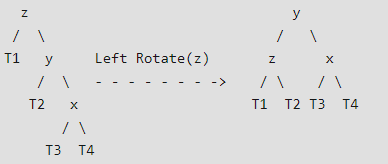 z y
/ \ / \
T1 y Left Rotate(z) z x
/ \ - - - - - - - -> / \ / \
T2 x T1 T2 T3 T4
/ \
T3 T4